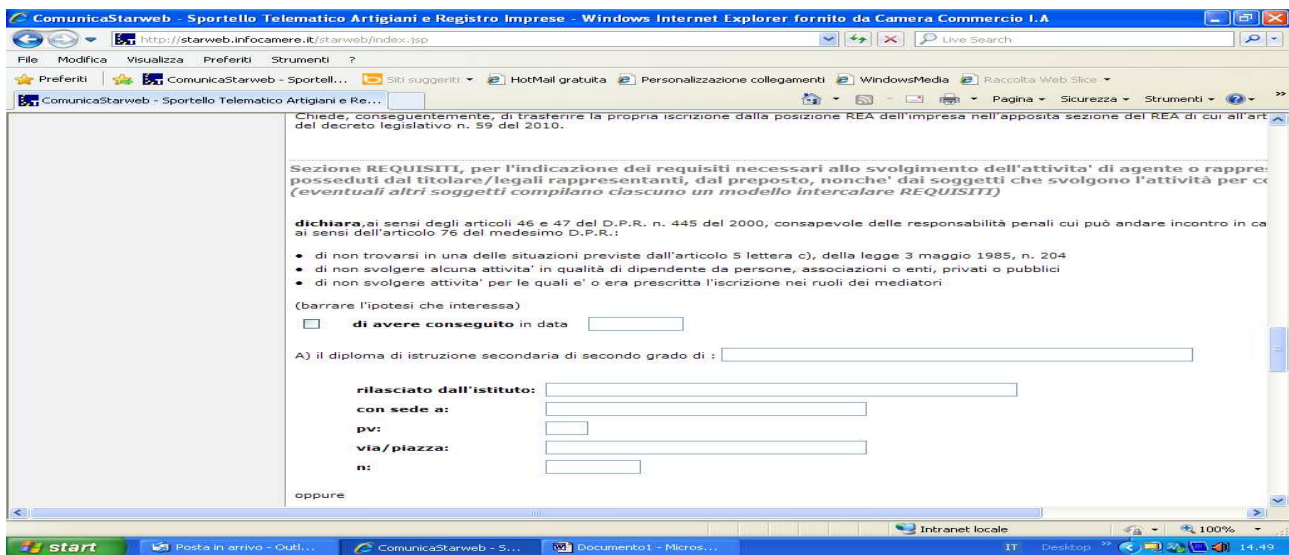 ComunicaStarweb - Sportello Telematico Artigiani e Registro Imprese - Windows Internet Explorer fornito da Camera Commercio I.A
http://starweb.infocamere.it/starweb/index.jsp
Live Search
File Modifica Visualizza Preferiti Strumenti ?
Preferiti ComunicaStarweb - Sportell... Siti suggeriti HotMail gratuita Personalizzazione collegamenti WindowsMedia Raccolta Web Slice
ComunicaStarweb - Sportello Telematico Artigiani e Re... Pagina Sicurezza Strumenti
Chiede, conseguentemente, di trasferire la propria iscrizione dalla posizione REA dell'impresa nell'apposita sezione del REA di cui all'art
del decreto legislativo n. 59 del 2010.
Sezione REQUISITI, per l'indicazione dei requisiti necessari allo svolgimento dell'attivita' di agente o rappre
posseduti dal titolare/legali rappresentanti, dal preposto, nonche' dai soggetti che svolgono l'attività per c
(eventuali altri soggetti compilano ciascuno un modello intercalare REQUISITI)
dichiara,ai sensi degli articoli 46 e 47 del D.P.R. n. 445 del 2000, consapevole delle responsabilità penali cui può andare incontro in ca
ai sensi dell'articolo 76 del medesimo D.P.R.:
• di non trovarsi in una delle situazioni previste dall'articolo 5 lettera c), della legge 3 maggio 1985, n. 204
• di non svolgere alcuna attivita' in qualità di dipendente da persone, associazioni o enti, privati o pubblici
• di non svolgere attivita' per le quali e' o era prescritta l'iscrizione nei ruoli dei mediatori
(barrare l'ipotesi che interessa)
di avere conseguito in data
A) il diploma di istruzione secondaria di secondo grado di :
rilasciato dall'istituto:
con sede a:
pv:
via/piazza:
n:
oppure
Intranet locale 100%
start Posta in arrivo - Outl... ComunicaStarweb - S... Documento1 - Micros... IT Desktop 14.49